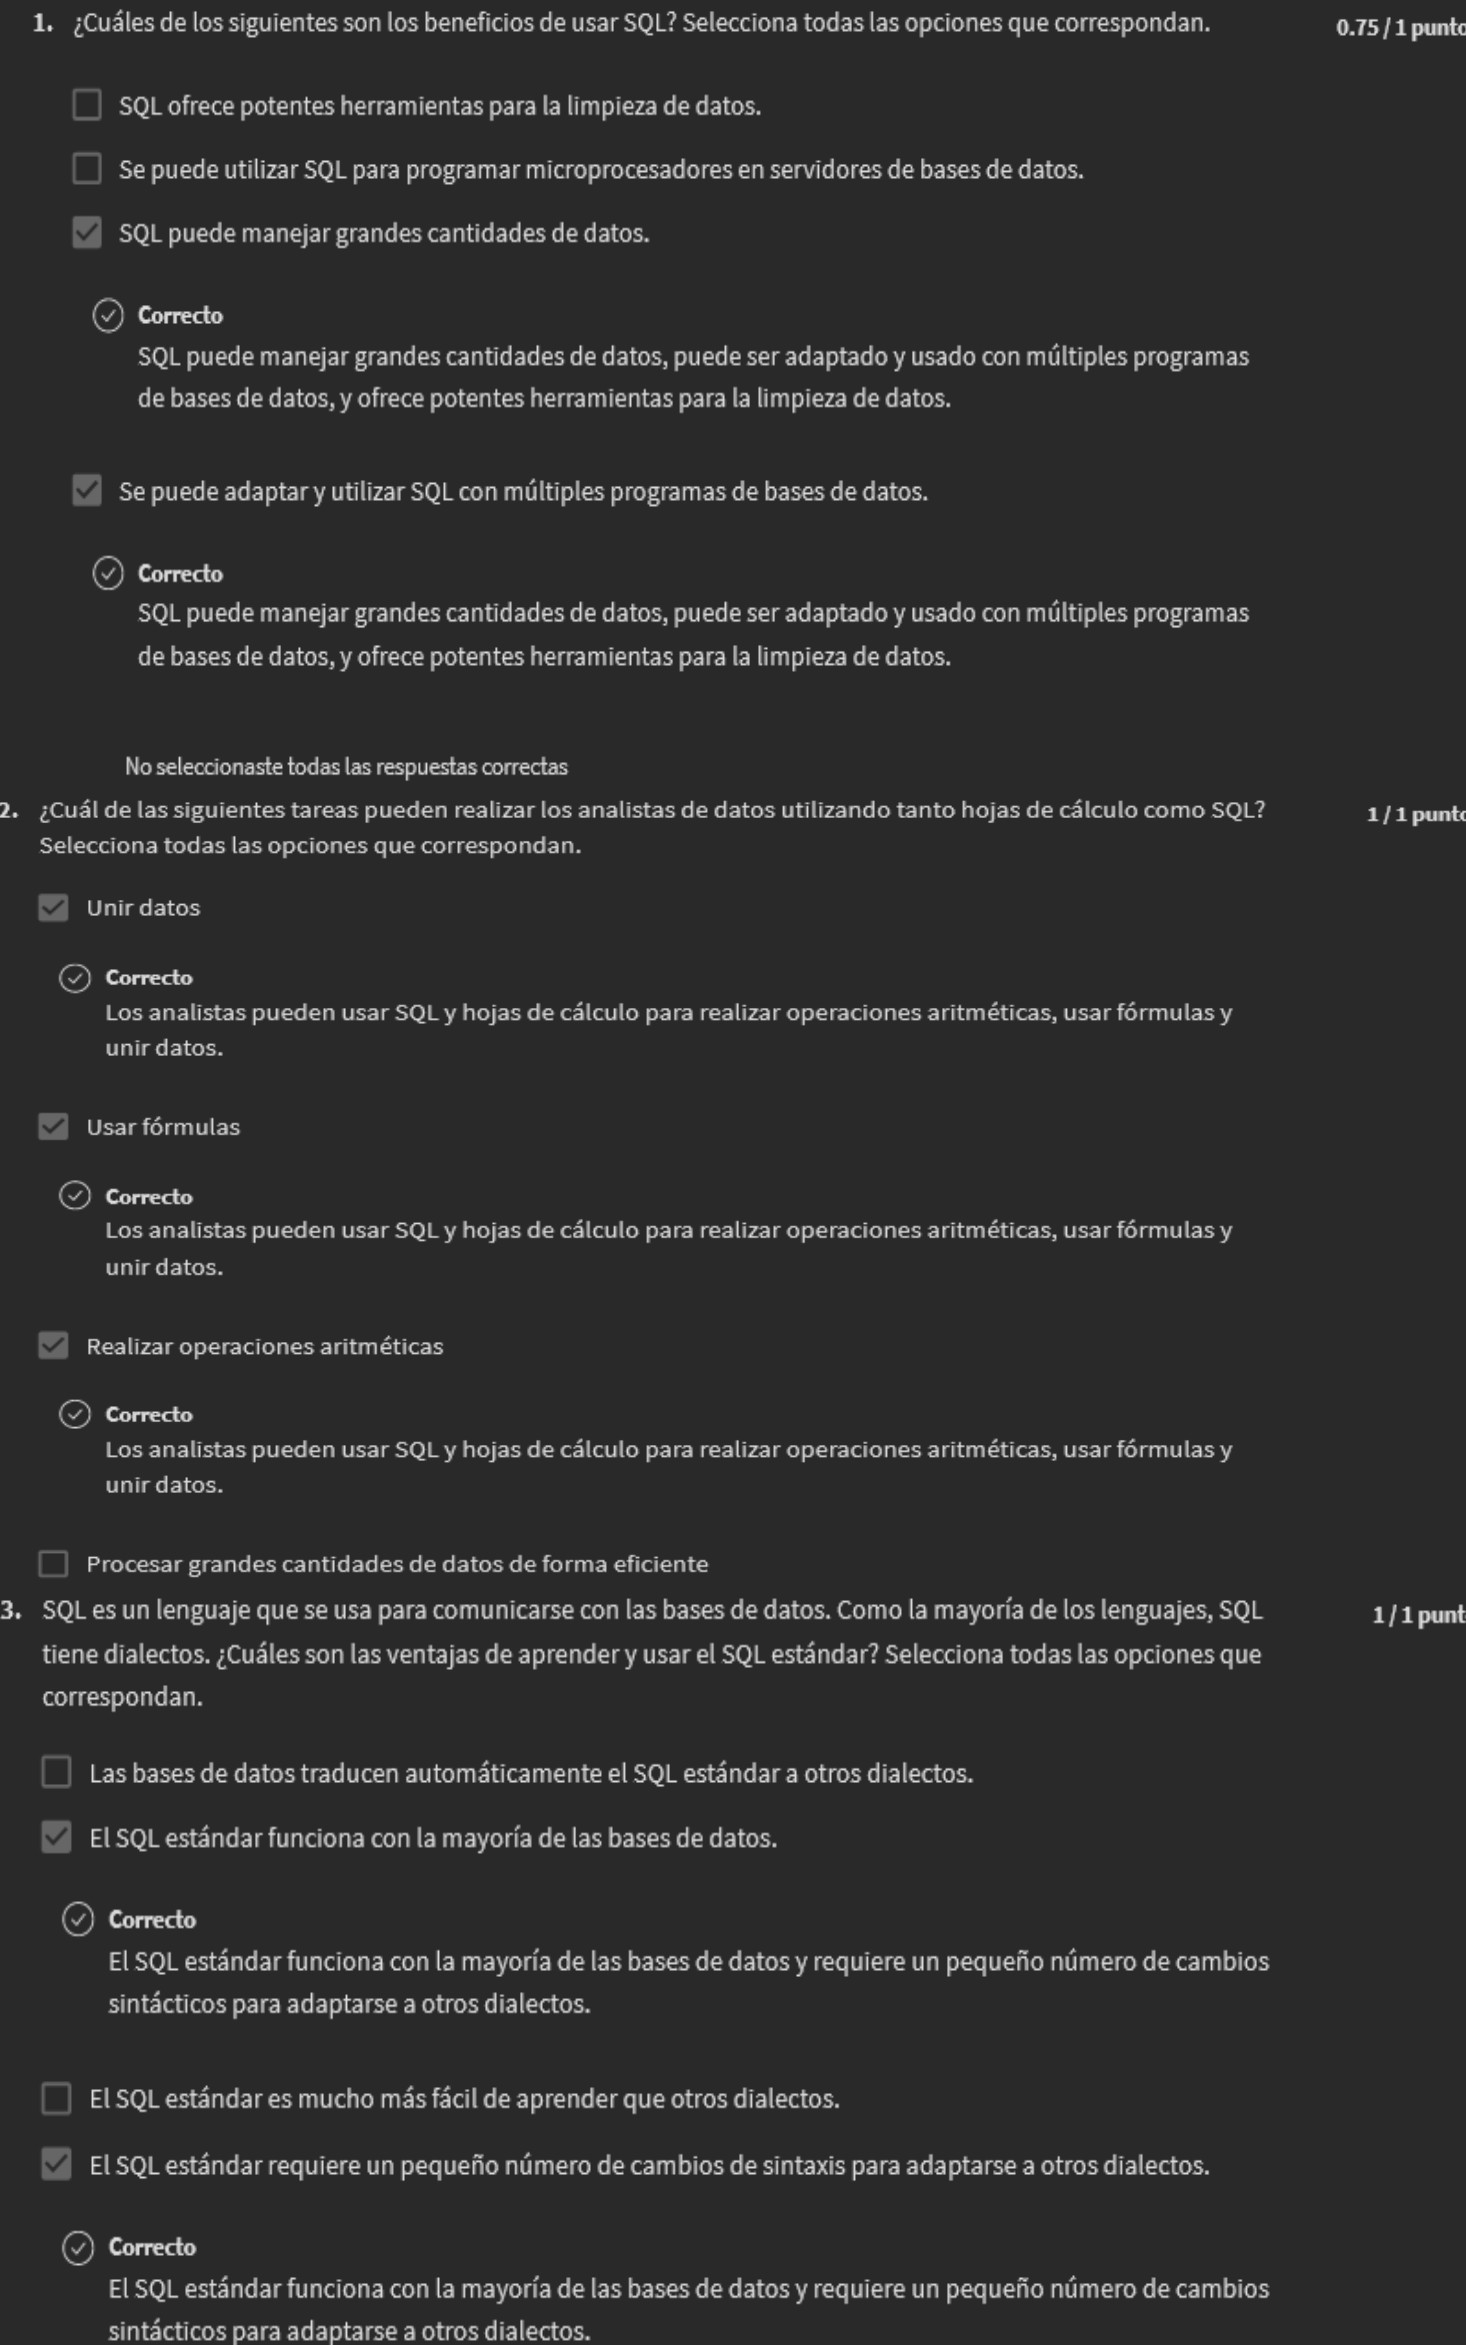 1. ¿Cuáles de los siguientes son los beneficios de usar SQL? Selecciona todas las opciones que correspondan.
0.75 / 1 punto
SQL ofrece potentes herramientas para la limpieza de datos.
Se puede utilizar SQL para programar microprocesadores en servidores de bases de datos.
SQL puede manejar grandes cantidades de datos.
Correcto
SQL puede manejar grandes cantidades de datos, puede ser adaptado y usado con múltiples programas
de bases de datos, y ofrece potentes herramientas para la limpieza de datos.
Se puede adaptar y utilizar SQL con múltiples programas de bases de datos.
Correcto
SQL puede manejar grandes cantidades de datos, puede ser adaptado y usado con múltiples programas
de bases de datos, y ofrece potentes herramientas para la limpieza de datos.
No seleccionaste todas las respuestas correctas
2. ¿Cuál de las siguientes tareas pueden realizar los analistas de datos utilizando tanto hojas de cálculo como SQL?
1 / 1 punto
Selecciona todas las opciones que correspondan.
Unir datos
Correcto
Los analistas pueden usar SQL y hojas de cálculo para realizar operaciones aritméticas, usar fórmulas y
unir datos.
Usar fórmulas
Correcto
Los analistas pueden usar SQL y hojas de cálculo para realizar operaciones aritméticas, usar fórmulas y
unir datos.
Realizar operaciones aritméticas
Correcto
Los analistas pueden usar SQL y hojas de cálculo para realizar operaciones aritméticas, usar fórmulas y
unir datos.
Procesar grandes cantidades de datos de forma eficiente
3. SQL es un lenguaje que se usa para comunicarse con las bases de datos. Como la mayoría de los lenguajes, SQL
1 / 1 punt
tiene dialectos. ¿Cuáles son las ventajas de aprender y usar el SQL estándar? Selecciona todas las opciones que
correspondan.
Las bases de datos traducen automáticamente el SQL estándar a otros dialectos.
El SQL estándar funciona con la mayoría de las bases de datos.
Correcto
El SQL estándar funciona con la mayoría de las bases de datos y requiere un pequeño número de cambios
sintácticos para adaptarse a otros dialectos.
El SQL estándar es mucho más fácil de aprender que otros dialectos.
El SQL estándar requiere un pequeño número de cambios de sintaxis para adaptarse a otros dialectos.
Correcto
El SQL estándar funciona con la mayoría de las bases de datos y requiere un pequeño número de cambios
sintácticos para adaptarse a otros dialectos.